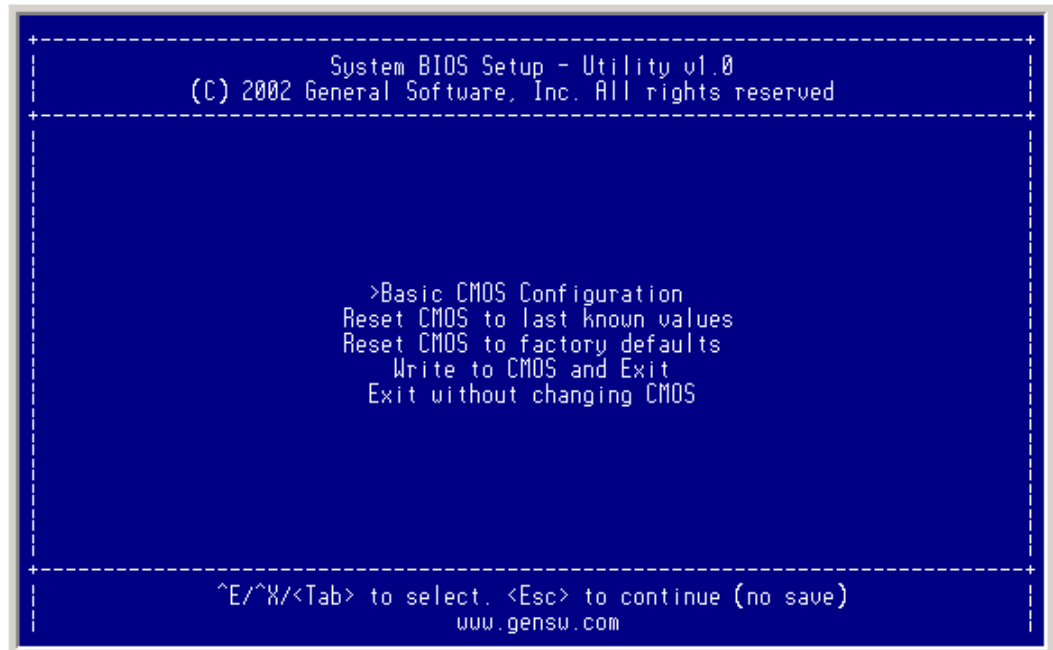 System BIOS Setup - Utility v1.0
(C) 2002 General Software, Inc. All rights reserved
>Basic CMOS Configuration
Reset CMOS to last known values
Reset CMOS to factory defaults
Write to CMOS and Exit
Exit without changing CMOS
^E/^X/<Tab> to select. <Esc> to continue (no save)
www.gensw.com